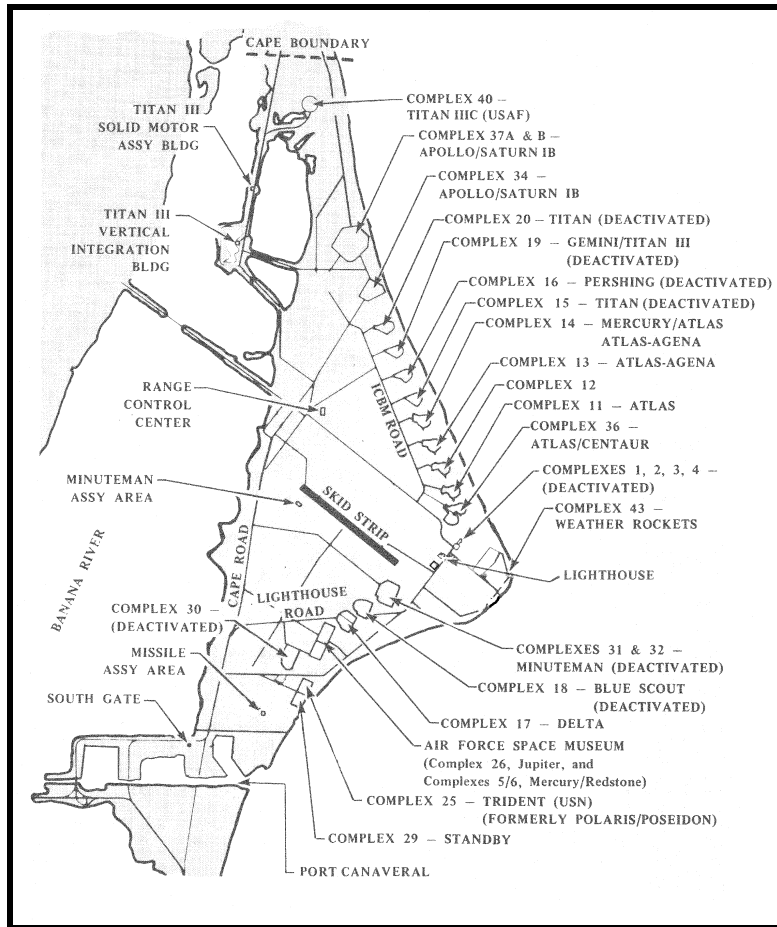 CAPE BOUNDARY
TITAN III
SOLID MOTOR
ASSY BLDG
COMPLEX 40 –
TITAN IIIC (USAF)
COMPLEX 37A & B –
APOLLO/SATURN IB
COMPLEX 34 –
APOLLO/SATURN IB
TITAN III
VERTICAL
INTEGRATION
BLDG
COMPLEX 20 – TITAN (DEACTIVATED)
COMPLEX 19 – GEMINI/TITAN III
(DEACTIVATED)
COMPLEX 16 – PERSHING (DEACTIVATED)
COMPLEX 15 – TITAN (DEACTIVATED)
COMPLEX 14 – MERCURY/ATLAS
ATLAS-AGENA
COMPLEX 13 – ATLAS-AGENA
COMPLEX 12
COMPLEX 11 – ATLAS
COMPLEX 36 –
ATLAS/CENTAUR
RANGE
CONTROL
CENTER
ICBM ROAD
COMPLEXES 1, 2, 3, 4 –
(DEACTIVATED)
COMPLEX 43 –
WEATHER ROCKETS
MINUTEMAN
ASSY AREA
SKID STRIP
LIGHTHOUSE
BANANA RIVER
CAPE ROAD
LIGHTHOUSE
ROAD
COMPLEX 30 –
(DEACTIVATED)
MISSILE
ASSY AREA
SOUTH GATE
COMPLEXES 31 & 32 –
MINUTEMAN (DEACTIVATED)
COMPLEX 18 – BLUE SCOUT
(DEACTIVATED)
COMPLEX 17 – DELTA
AIR FORCE SPACE MUSEUM
(Complex 26, Jupiter, and
Complexes 5/6, Mercury/Redstone)
COMPLEX 25 – TRIDENT (USN)
(FORMERLY POLARIS/POSEIDON)
COMPLEX 29 – STANDBY
PORT CANAVERAL